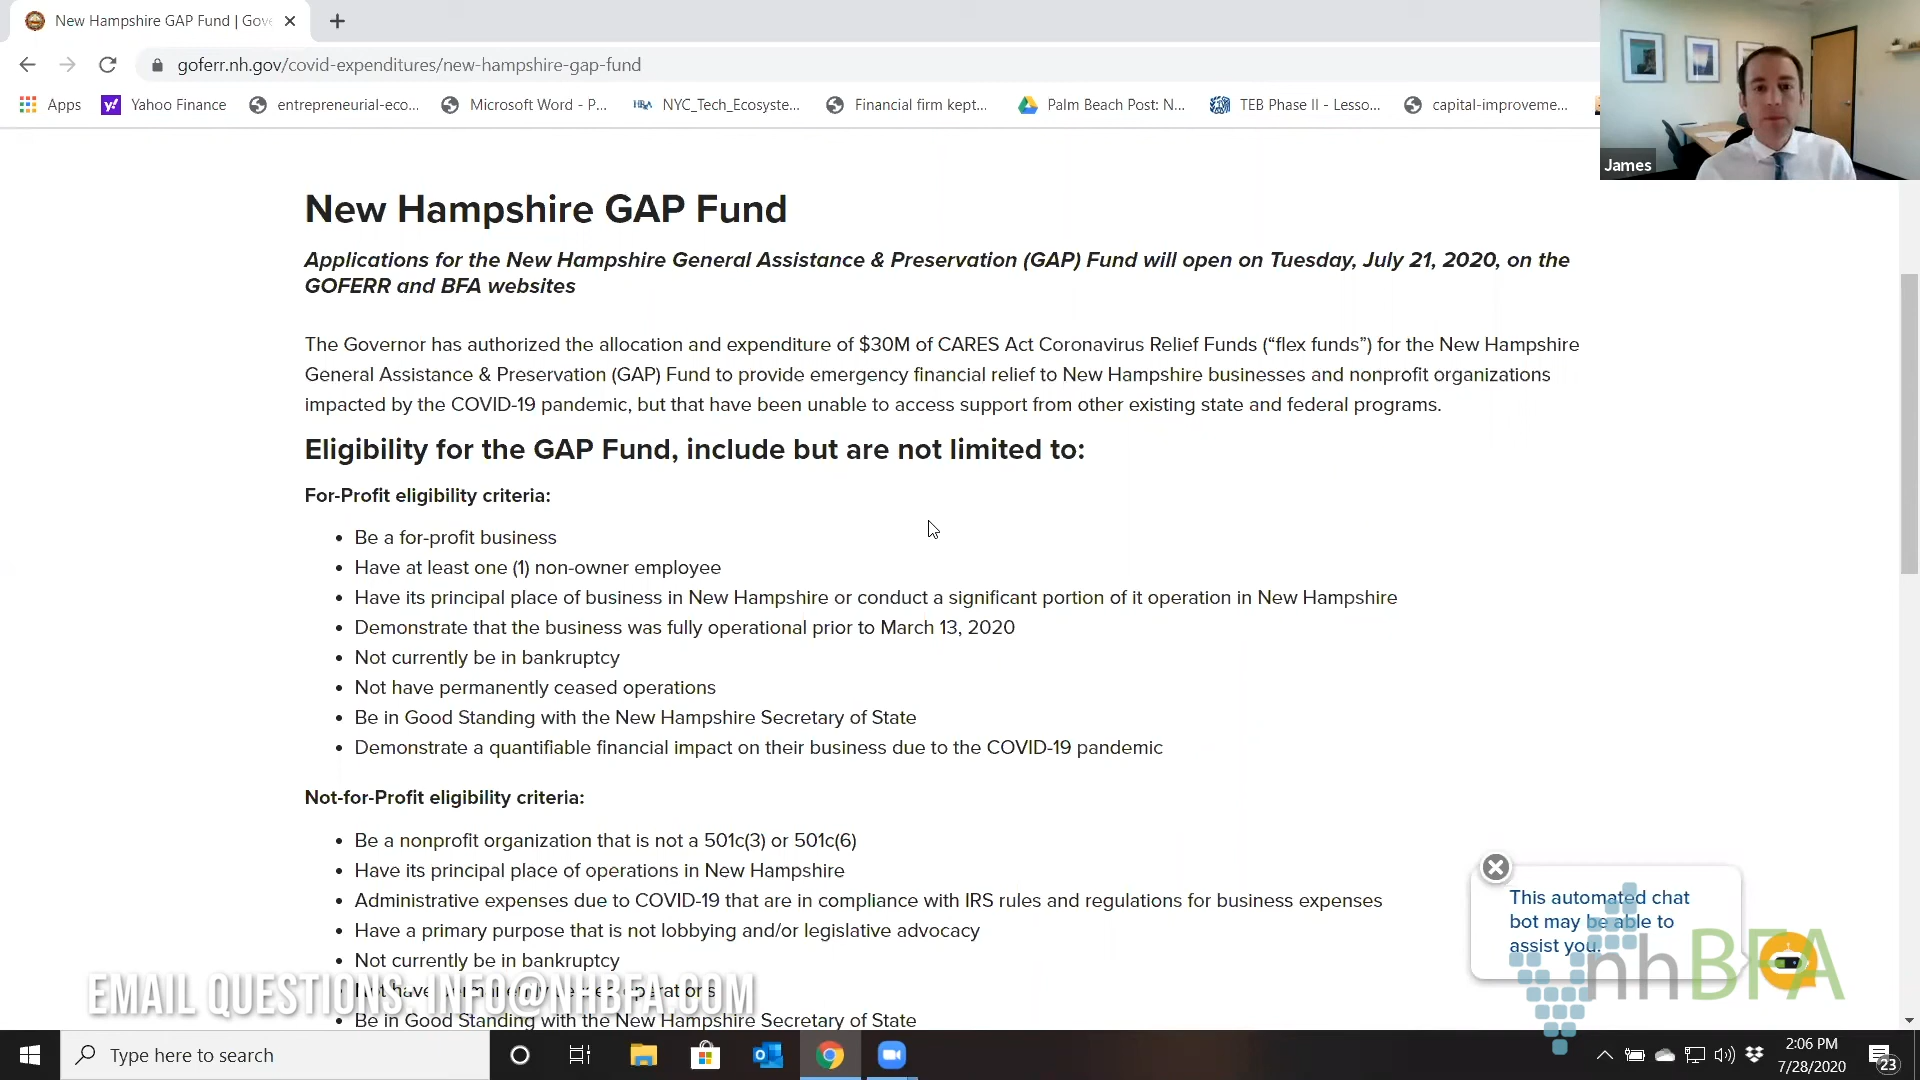 New Hampshire GAP Fund | Gove
goferr.nh.gov/covid-expenditures/new-hampshire-gap-fund
Apps Yahoo Finance entrepreneurial-eco... Microsoft Word - P... NYC_Tech_Ecosyste... Financial firm kept... Palm Beach Post: N... TEB Phase II - Lesso... capital-improveme...
James
New Hampshire GAP Fund
Applications for the New Hampshire General Assistance & Preservation (GAP) Fund will open on Tuesday, July 21, 2020, on the
GOFERR and BFA websites
The Governor has authorized the allocation and expenditure of $30M of CARES Act Coronavirus Relief Funds (“flex funds”) for the New Hampshire
General Assistance & Preservation (GAP) Fund to provide emergency financial relief to New Hampshire businesses and nonprofit organizations
impacted by the COVID-19 pandemic, but that have been unable to access support from other existing state and federal programs.
Eligibility for the GAP Fund, include but are not limited to:
For-Profit eligibility criteria:
• Be a for-profit business
• Have at least one (1) non-owner employee
• Have its principal place of business in New Hampshire or conduct a significant portion of it operation in New Hampshire
• Demonstrate that the business was fully operational prior to March 13, 2020
• Not currently be in bankruptcy
• Not have permanently ceased operations
• Be in Good Standing with the New Hampshire Secretary of State
• Demonstrate a quantifiable financial impact on their business due to the COVID-19 pandemic
Not-for-Profit eligibility criteria:
• Be a nonprofit organization that is not a 501c(3) or 501c(6)
• Have its principal place of operations in New Hampshire
• Administrative expenses due to COVID-19 that are in compliance with IRS rules and regulations for business expenses
• Have a primary purpose that is not lobbying and/or legislative advocacy
• Not currently be in bankruptcy
• Not have permanently ceased operations
• Be in Good Standing with the New Hampshire Secretary of State
This automated chat
bot may be able to
assist you.
nhBFA
EMAIL QUESTIONS: INFO@NHBFA.COM
Type here to search
2:06 PM
7/28/2020
23